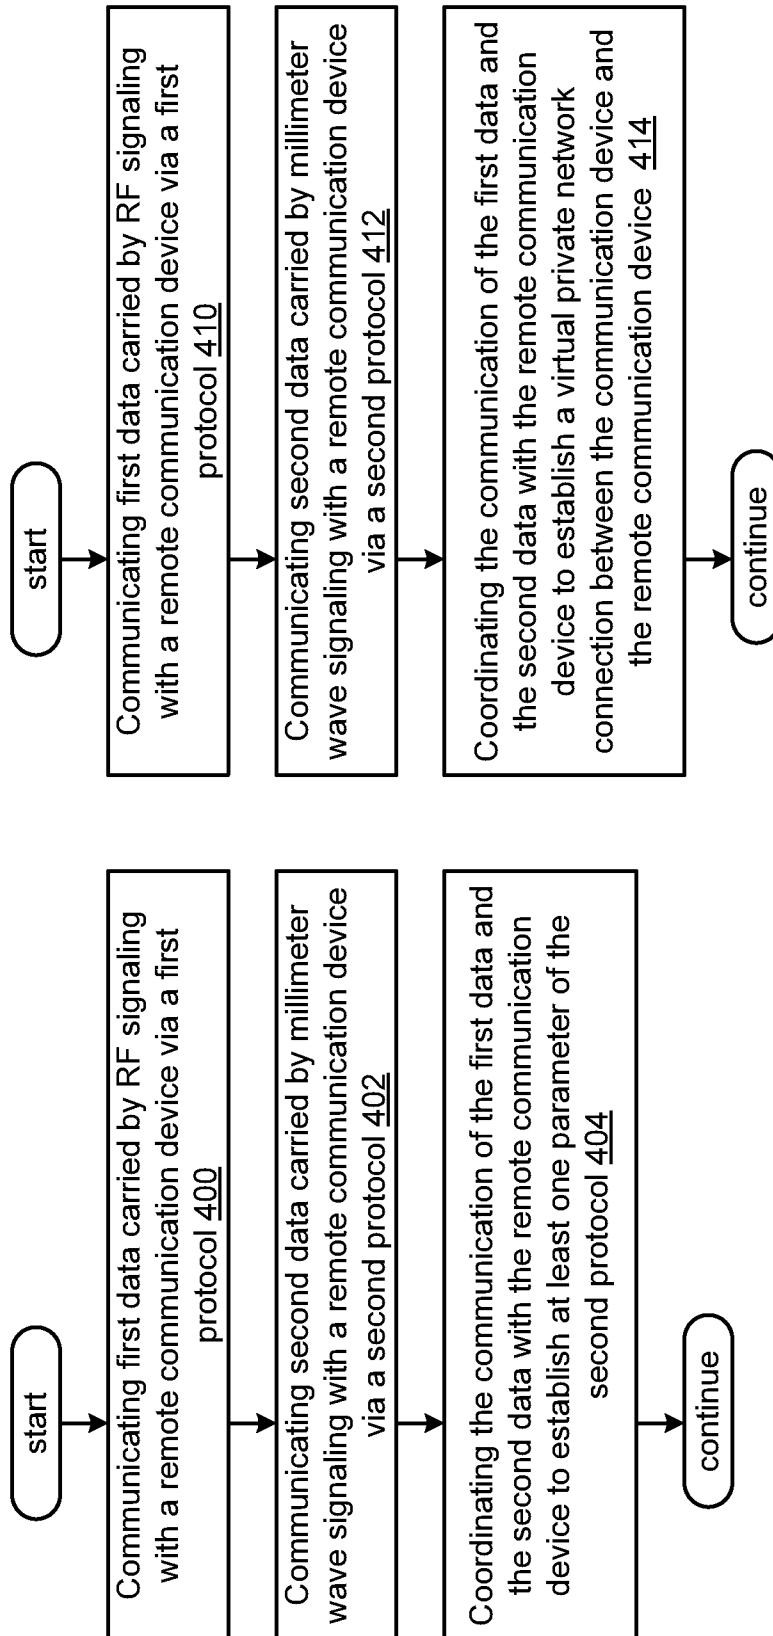 start
Communicating first data carried by RF signaling
with a remote communication device via a first
protocol 400
Communicating second data carried by millimeter
wave signaling with a remote communication device
via a second protocol 402
Coordinating the communication of the first data and
the second data with the remote communication
device to establish at least one parameter of the
second protocol 404
continue
start
Communicating first data carried by RF signaling
with a remote communication device via a first
protocol 410
Communicating second data carried by millimeter
wave signaling with a remote communication device
via a second protocol 412
Coordinating the communication of the first data and
the second data with the remote communication
device to establish a virtual private network
connection between the communication device and
the remote communication device 414
continue